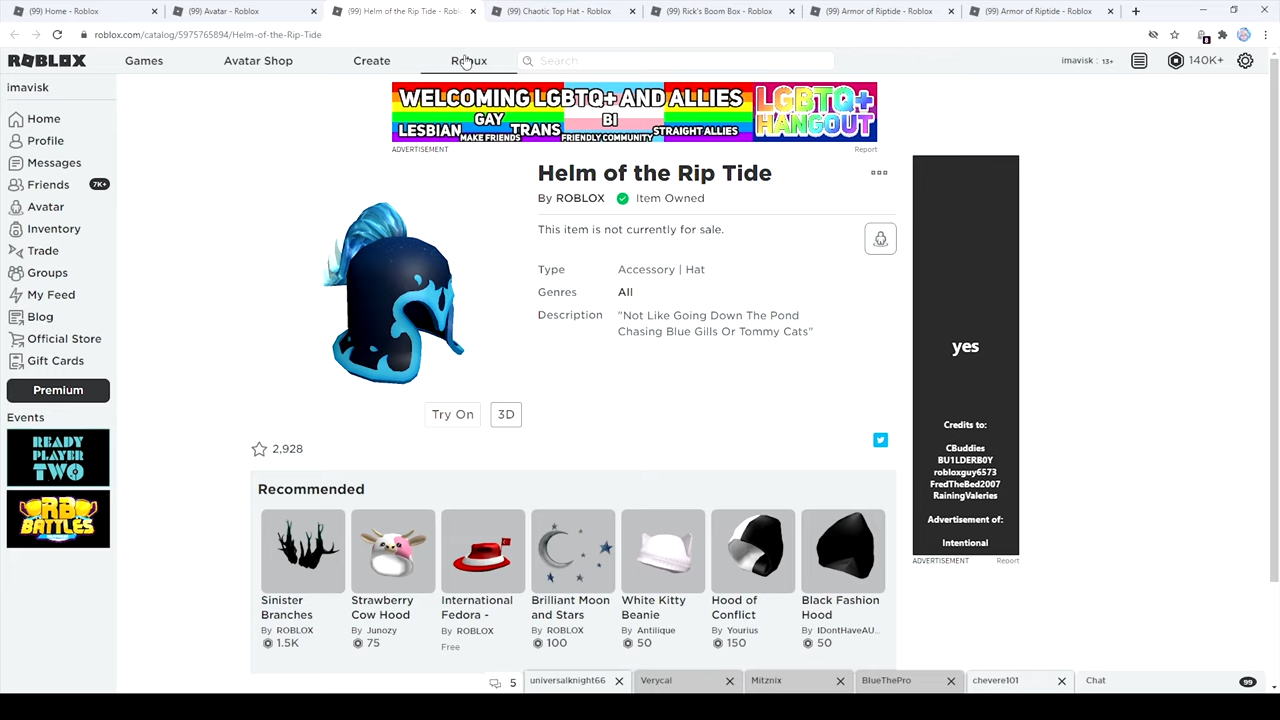 (99) Home - Roblox
(99) Avatar - Roblox
(99) Helm of the Rip Tide - Roblo
(99) Chaotic Top Hat - Roblox
(99) Rick's Boom Box - Roblox
(99) Armor of Riptide - Roblox
(99) Armor of Riptide - Roblox
roblox.com/catalog/5975765894/Helm-of-the-Rip-Tide
8
ROBLOX
Games
Avatar Shop
Create
Robux
Search
imavisk : 13+
140K+
imavisk
Home
Profile
Messages
Friends 7K+
Avatar
Inventory
Trade
Groups
My Feed
Blog
Official Store
Gift Cards
Premium
Events
READY
PLAYER
TWO
RB
BATTLES
WELCOMING LGBTQ+ AND ALLIES
GAY BI
LESBIAN TRANS STRAIGHT ALLIES
MAKE FRIENDS FRIENDLY COMMUNITY
LGBTQ+
HANGOUT
ADVERTISEMENT Report
Helm of the Rip Tide
By ROBLOX Item Owned
This item is not currently for sale.
Type Accessory | Hat
Genres All
Description "Not Like Going Down The Pond
Chasing Blue Gills Or Tommy Cats"
Try On 3D
2,928
Recommended
Sinister
Branches
By ROBLOX
1.5K
Strawberry
Cow Hood
By Junozy
75
International
Fedora -
By ROBLOX
Free
Brilliant Moon
and Stars
By ROBLOX
100
White Kitty
Beanie
By Antilique
50
Hood of
Conflict
By Yourius
150
Black Fashion
Hood
By IDontHaveAU...
50
yes
Credits to:
CBuddies
BU1LDERB0Y
robloxguy6573
FredTheBed2007
RainingValeries
Advertisement of:
Intentional
ADVERTISEMENT Report
5
universalknight66
Verycal
Mitznix
BlueThePro
chevere101
Chat 99